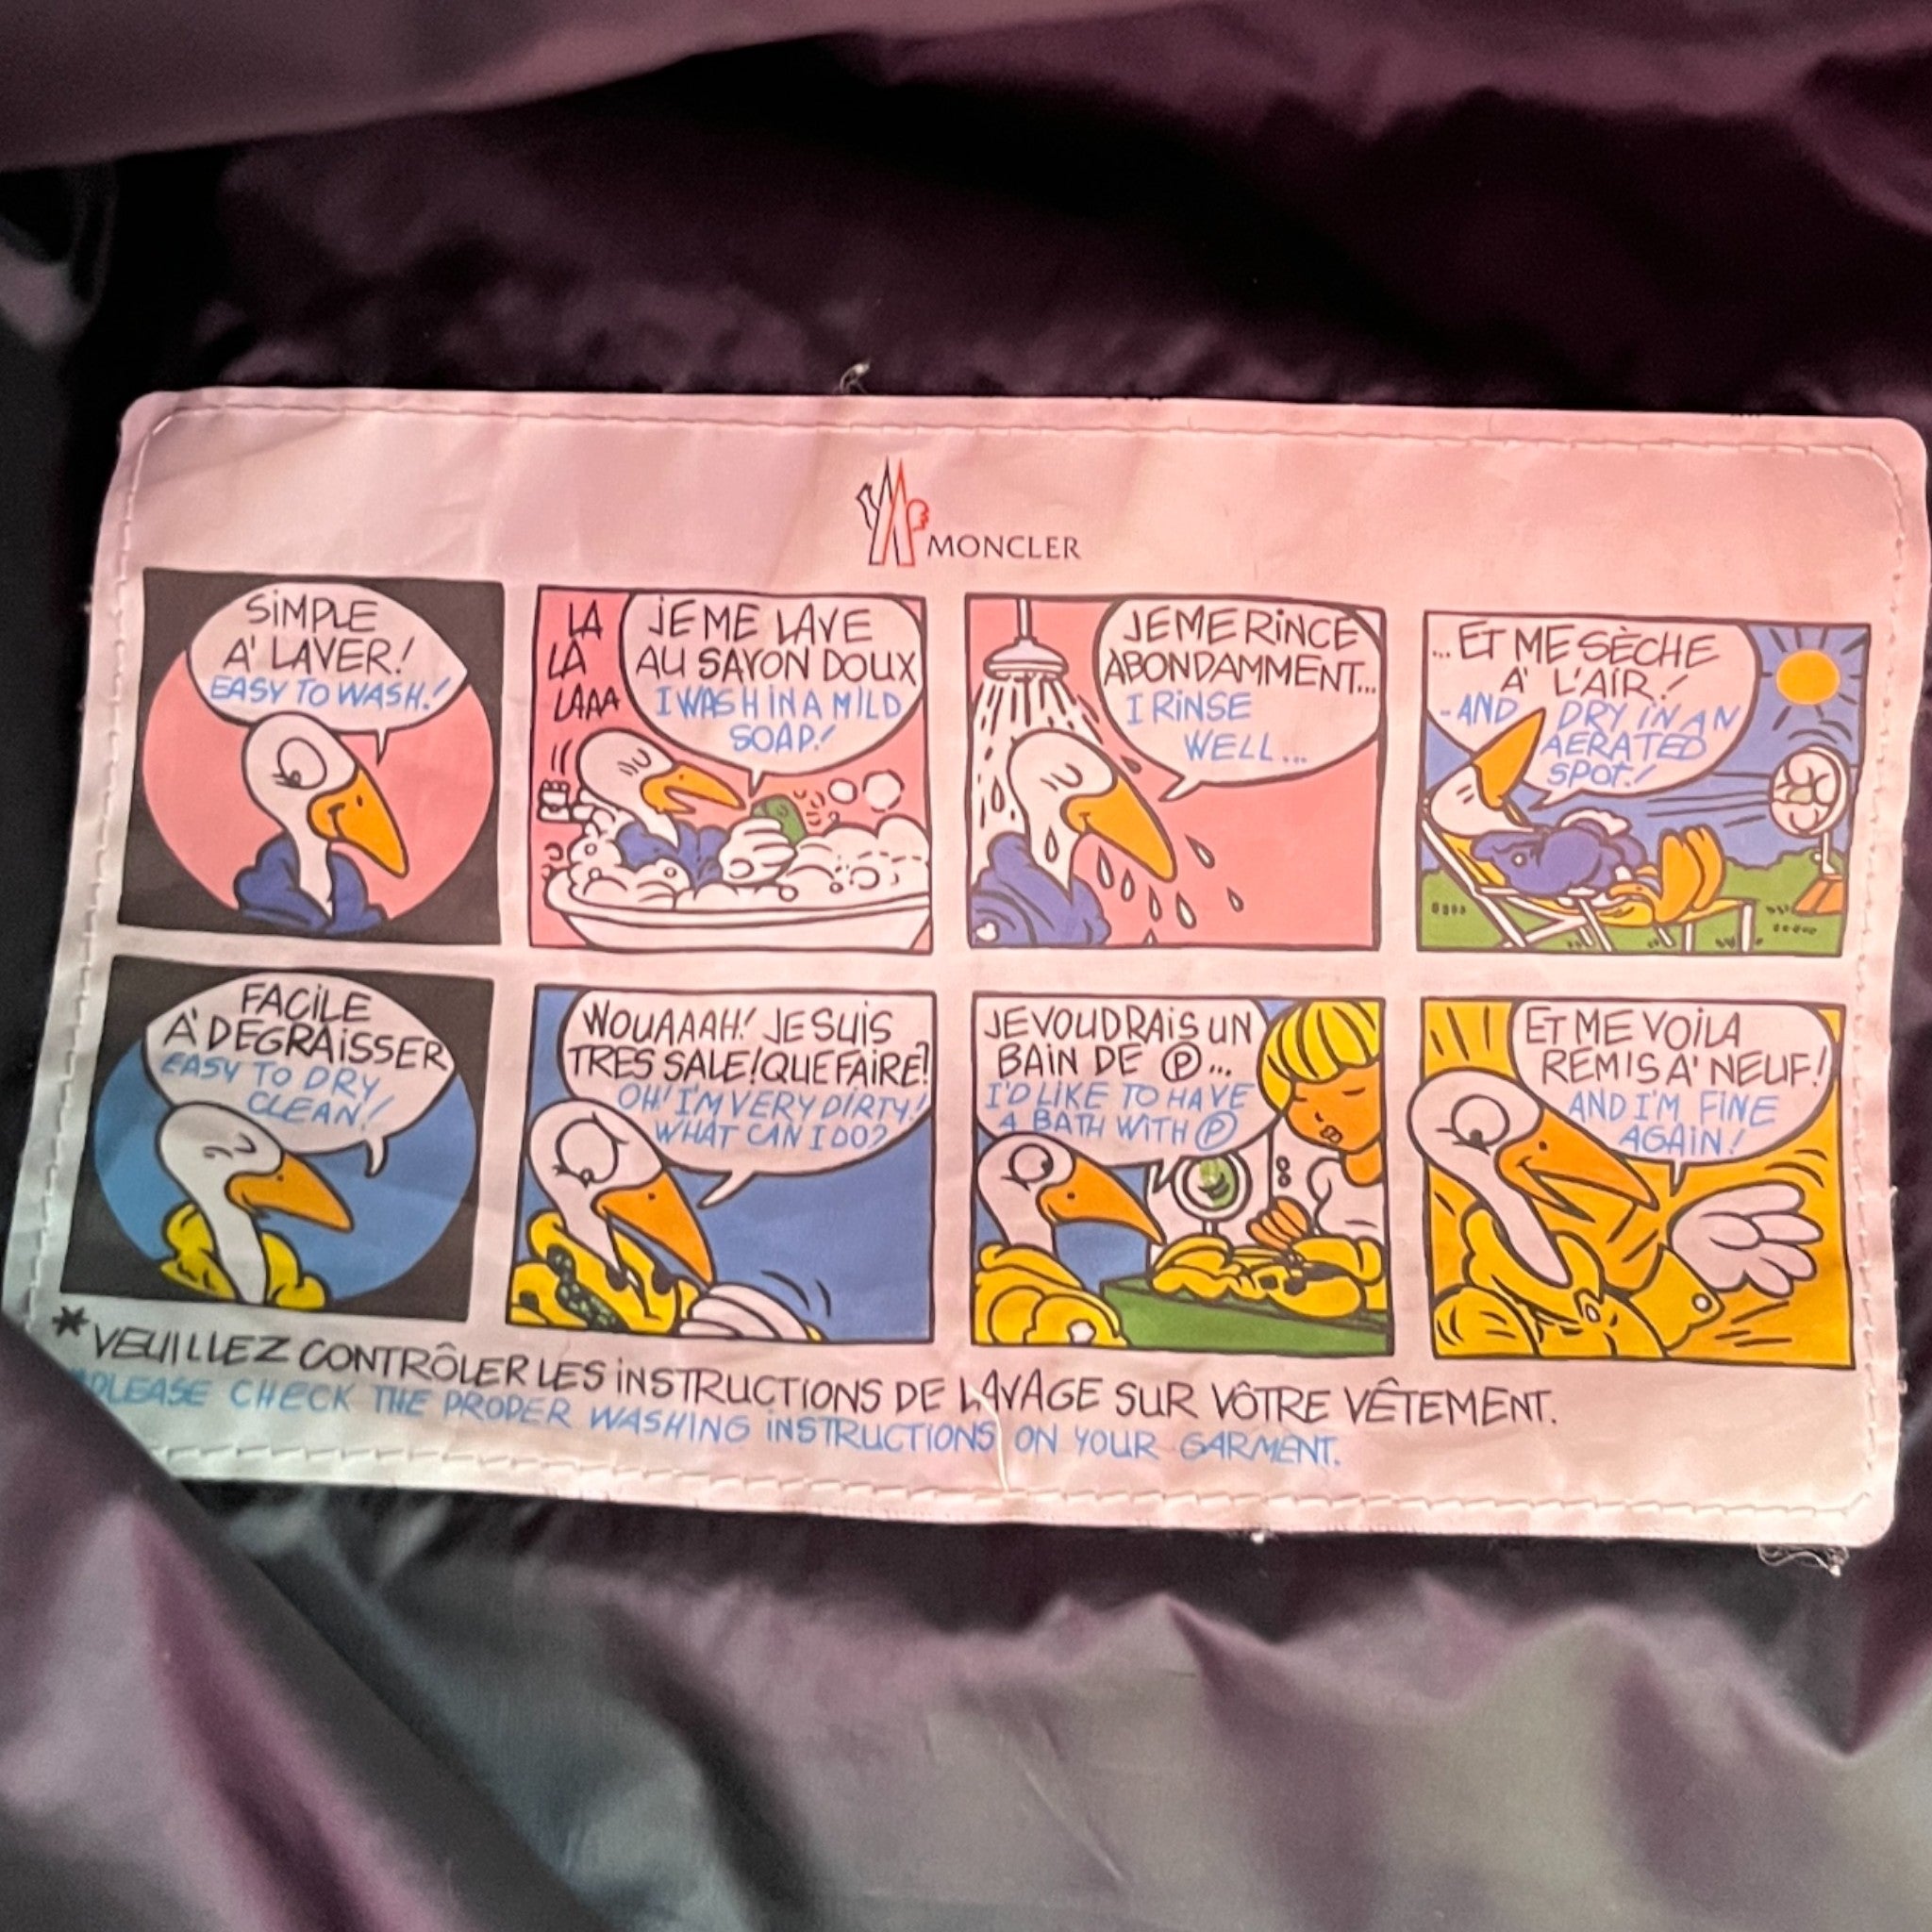 MONCLER
SIMPLE
A' LAVER!
EASY TO WASH!
LA
LA
LAAA
JE ME LAVE
AU SAVON DOUX
I WASH IN A MILD
SOAP!
JE ME RINCE
ABONDAMMENT...
I RINSE
WELL...
...ET ME SÈCHE
A' L'AIR!
-AND DRY IN AN
AERATED
SPOT!
FACILE
A' DEGRAISSER
EASY TO DRY
CLEAN!
WOUAAAH! JE SUIS
TRES SALE! QUE FAIRE?
OH! I'M VERY DIRTY!
WHAT CAN I DO?
JE VOUDRAIS UN
BAIN DE Ⓟ...
I'D LIKE TO HAVE
A BATH WITH Ⓟ
ET ME VOILA
REMIS A' NEUF!
AND I'M FINE
AGAIN!
*VEUILLEZ CONTRÔLER LES INSTRUCTIONS DE LAVAGE SUR VÔTRE VÊTEMENT.
PLEASE CHECK THE PROPER WASHING INSTRUCTIONS ON YOUR GARMENT.